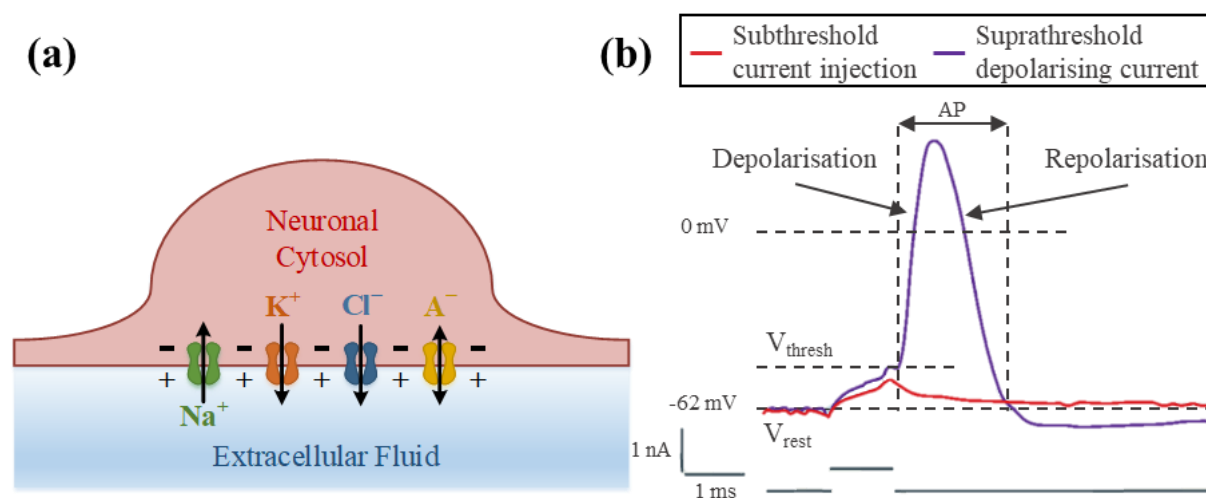 (a)
Neuronal
Cytosol
K⁺
Cl⁻
A⁻
- - - - -
+ + + + +
Na⁺
Extracellular Fluid
(b)
Subthreshold
current injection
Suprathreshold
depolarising current
AP
Depolarisation
Repolarisation
0 mV
Vthresh
-62 mV
Vrest
1 nA
1 ms